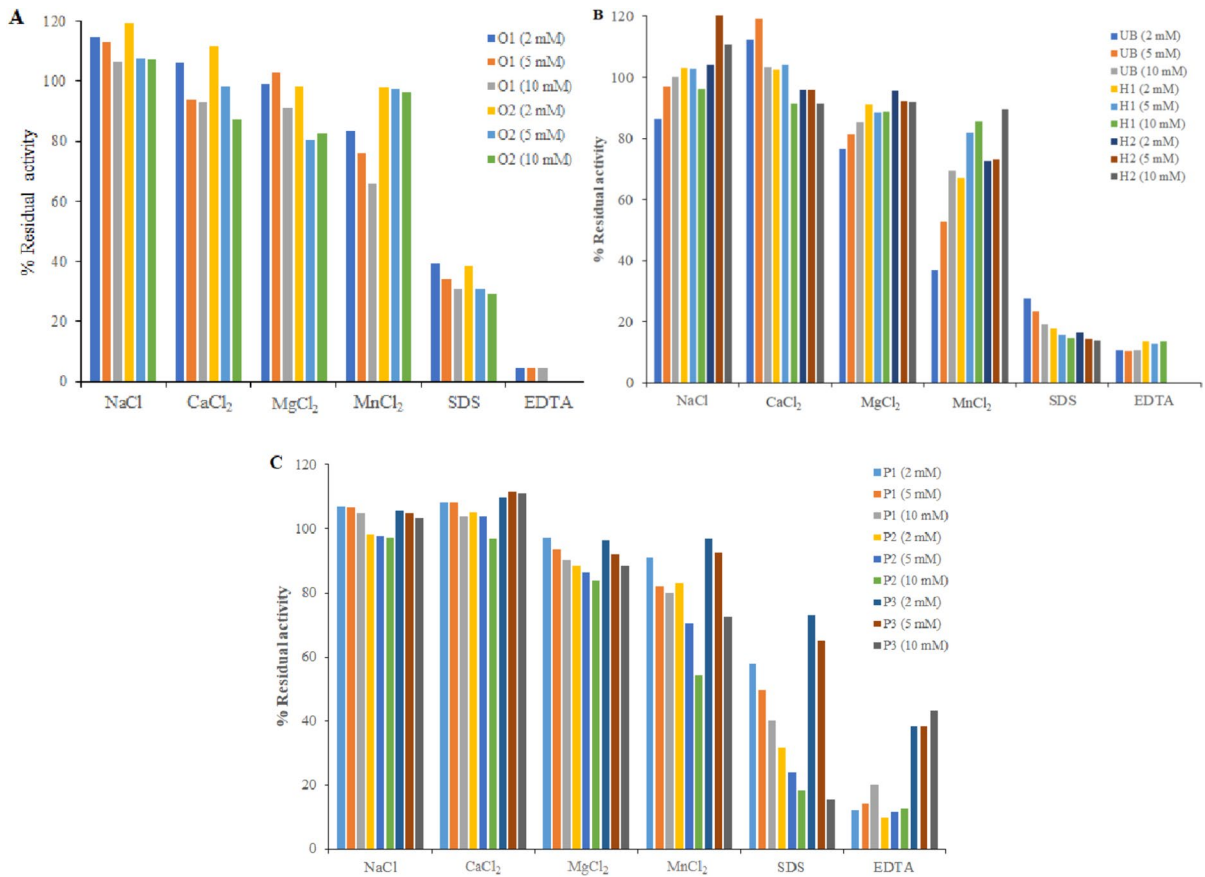 A
% Residual activity
120
100
80
60
40
20
0
NaCl CaCl₂ MgCl₂ MnCl₂ SDS EDTA
O1 (2 mM)
O1 (5 mM)
O1 (10 mM)
O2 (2 mM)
O2 (5 mM)
O2 (10 mM)
B
% Residual activity
120
100
80
60
40
20
0
NaCl CaCl₂ MgCl₂ MnCl₂ SDS EDTA
UB (2 mM)
UB (5 mM)
UB (10 mM)
H1 (2 mM)
H1 (5 mM)
H1 (10 mM)
H2 (2 mM)
H2 (5 mM)
H2 (10 mM)
C
% Residual activity
120
100
80
60
40
20
0
NaCl CaCl₂ MgCl₂ MnCl₂ SDS EDTA
P1 (2 mM)
P1 (5 mM)
P1 (10 mM)
P2 (2 mM)
P2 (5 mM)
P2 (10 mM)
P3 (2 mM)
P3 (5 mM)
P3 (10 mM)